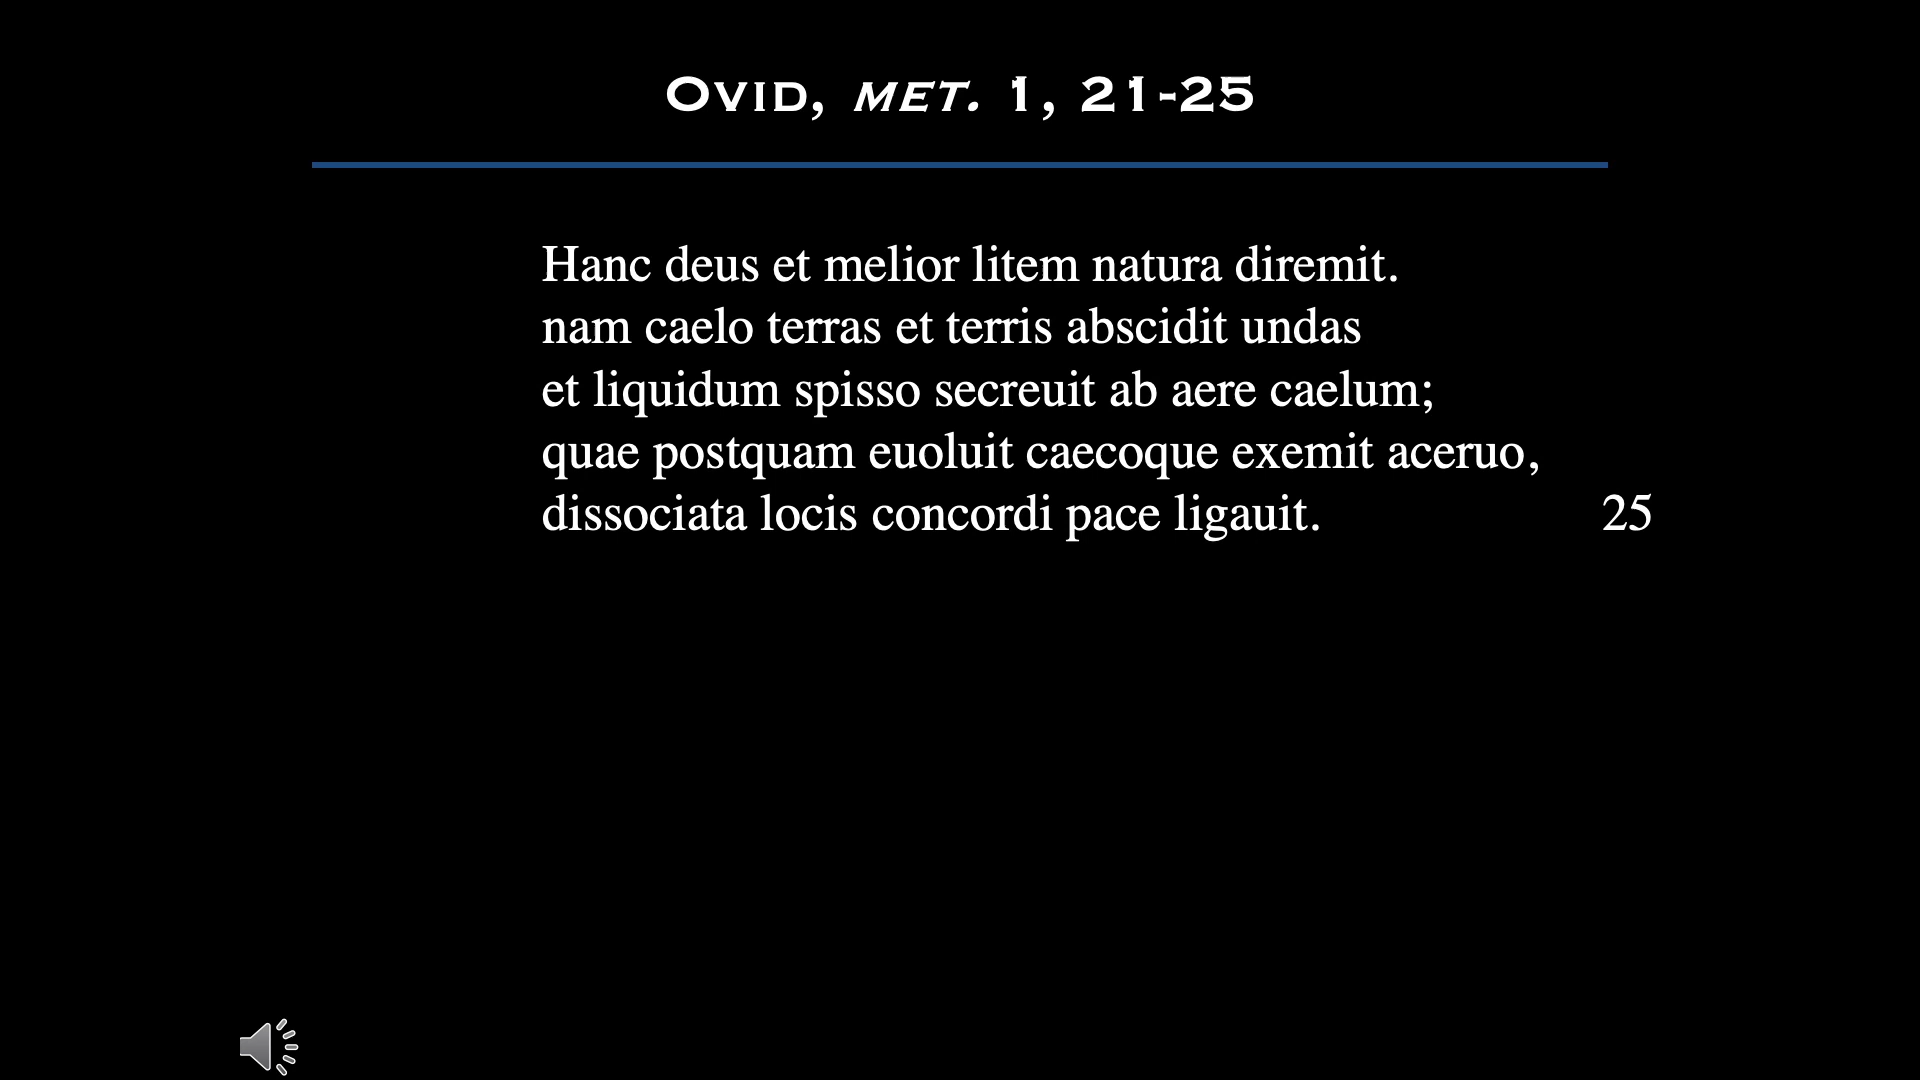 Ovid, met. 1, 21-25
Hanc deus et melior litem natura diremit.
nam caelo terras et terris abscidit undas
et liquidum spisso secreuit ab aere caelum;
quae postquam euoluit caecoque exemit aceruo,
dissociata locis concordi pace ligauit. 25